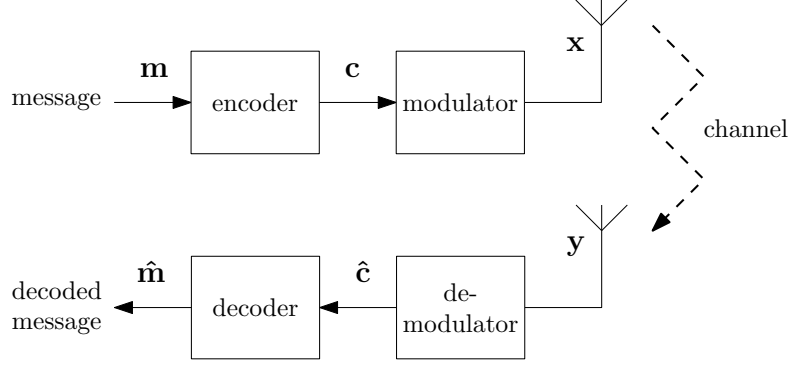 m
c
x
message
encoder
modulator
channel
y
m̂
ĉ
decoded
message
decoder
de-
modulator